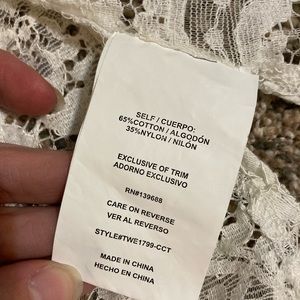 SELF / CUERPO:
65%COTTON / ALGODÓN
35%NYLON / NILÓN
EXCLUSIVE OF TRIM
ADORNO EXCLUSIVO
RN#139688
CARE ON REVERSE
VER AL REVERSO
STYLE#TWE1799-CCT
MADE IN CHINA
HECHO EN CHINA